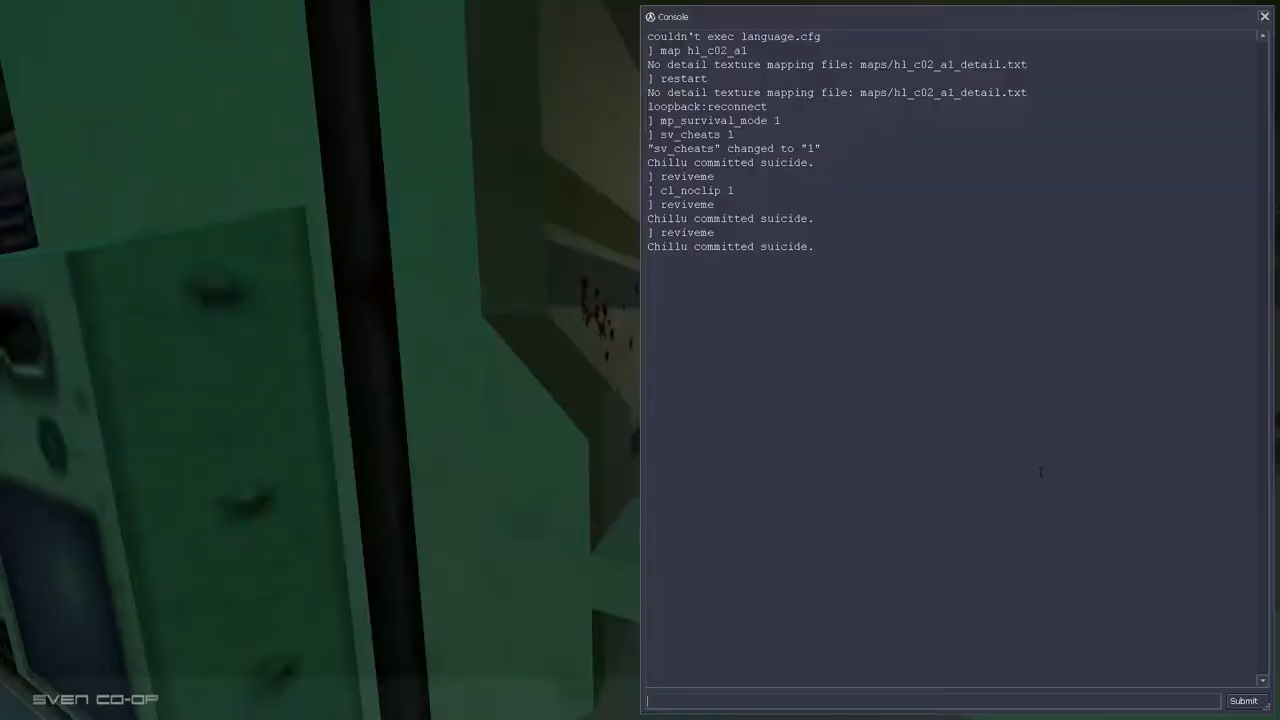 Console
couldn't exec language.cfg
] map hl_c02_a1
No detail texture mapping file: maps/hl_c02_a1_detail.txt
] restart
No detail texture mapping file: maps/hl_c02_a1_detail.txt
loopback:reconnect
] mp_survival_mode 1
] sv_cheats 1
"sv_cheats" changed to "1"
Chillu committed suicide.
] reviveme
] cl_noclip 1
] reviveme
Chillu committed suicide.
] reviveme
Chillu committed suicide.
SVEN CO-OP
Submit